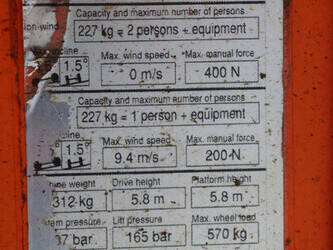 Capacity and maximum number of persons
227 kg = 2 persons + equipment
Max. wind speed Max. manual force
1.5° 0 m/s 400 N
Capacity and maximum number of persons
227 kg = 1 person + equipment
Max. wind speed Max. manual force
1.5° 9.4 m/s 200 N
weight Drive height Platform height
312 kg 5.8 m 5.8 m
pressure Lift pressure Max. wheel load
bar 165 bar 570 kg